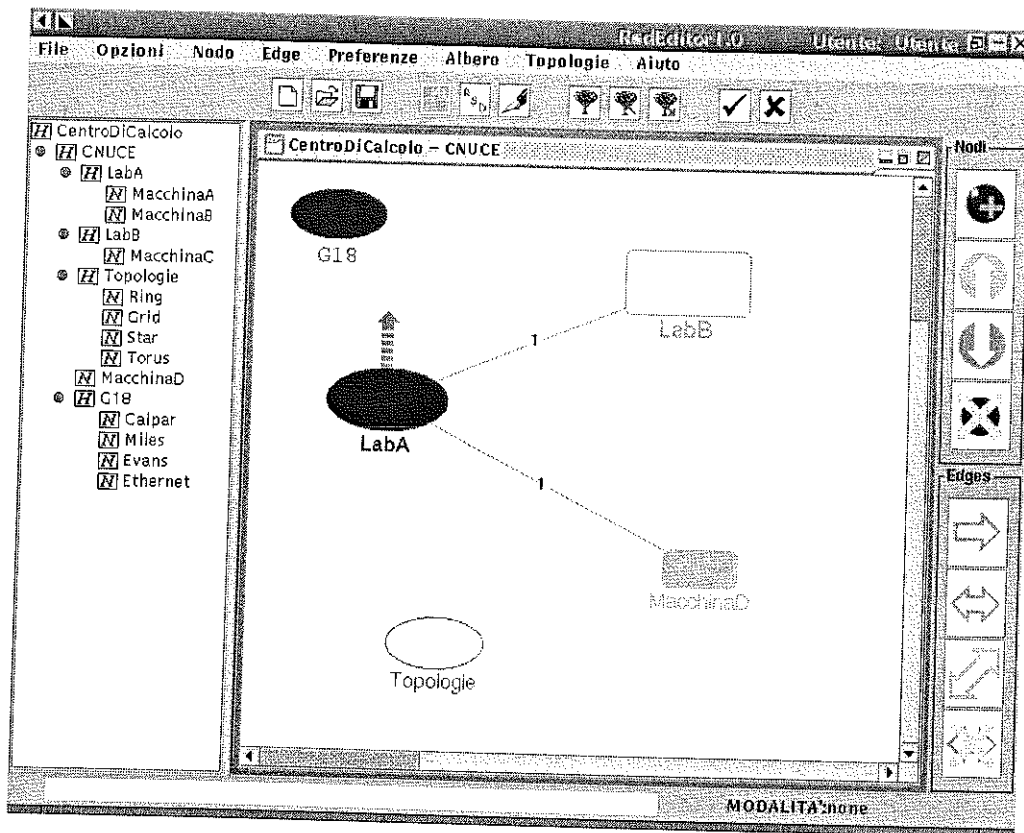 RsdEditor 1.0 Utente: Utente
File Opzioni Nodo Edge Preferenze Albero Topologie Aiuto
RSD
H CentroDiCalcolo
H CNUCE
H LabA
N MacchinaA
N MacchinaB
H LabB
N MacchinaC
H Topologie
N Ring
N Grid
N Star
N Torus
N MacchinaD
H G18
N Caipar
N Miles
N Evans
N Ethernet
CentroDiCalcolo - CNUCE
G18
LabB
1
LabA
1
MacchinaD
Topologie
Nodi
Edges
MODALITA':none